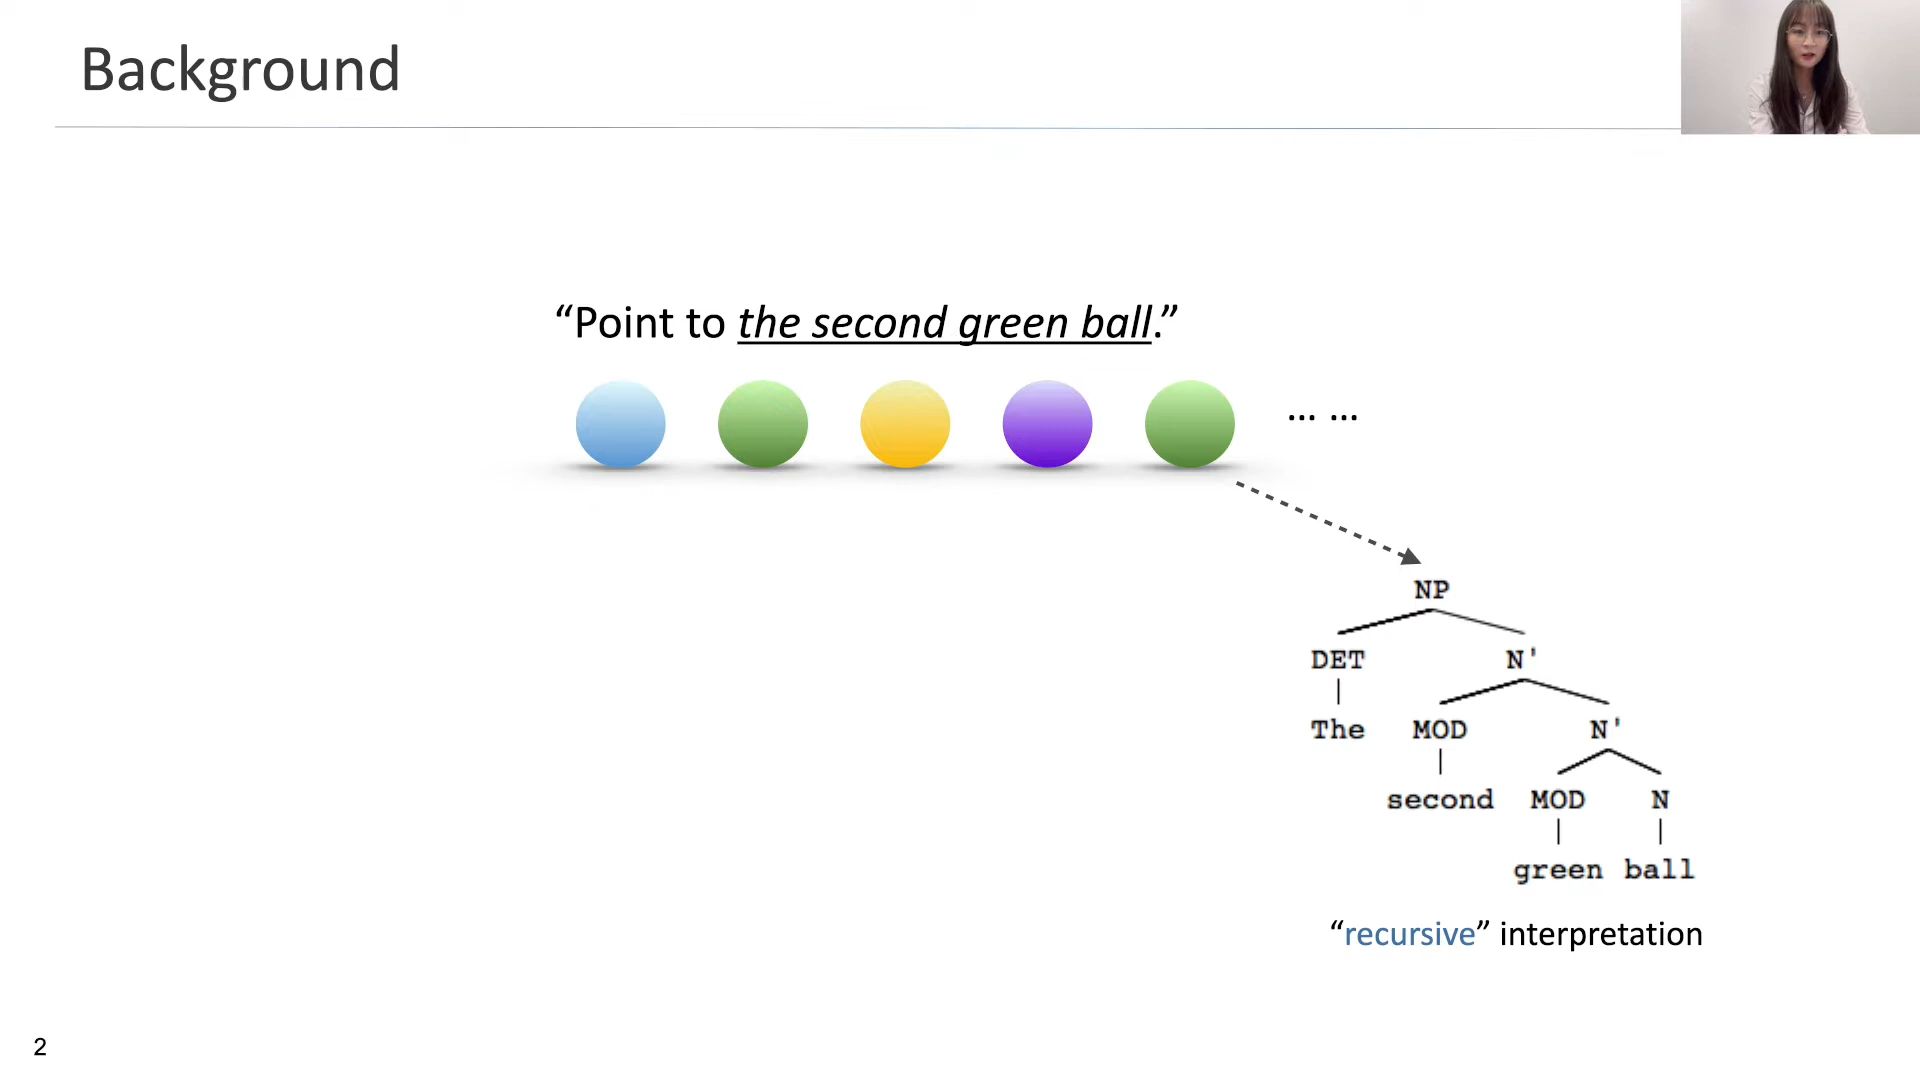 Background
“Point to the second green ball.”
... ...
NP
DET N'
The MOD N'
second MOD N
green ball
“recursive” interpretation
2